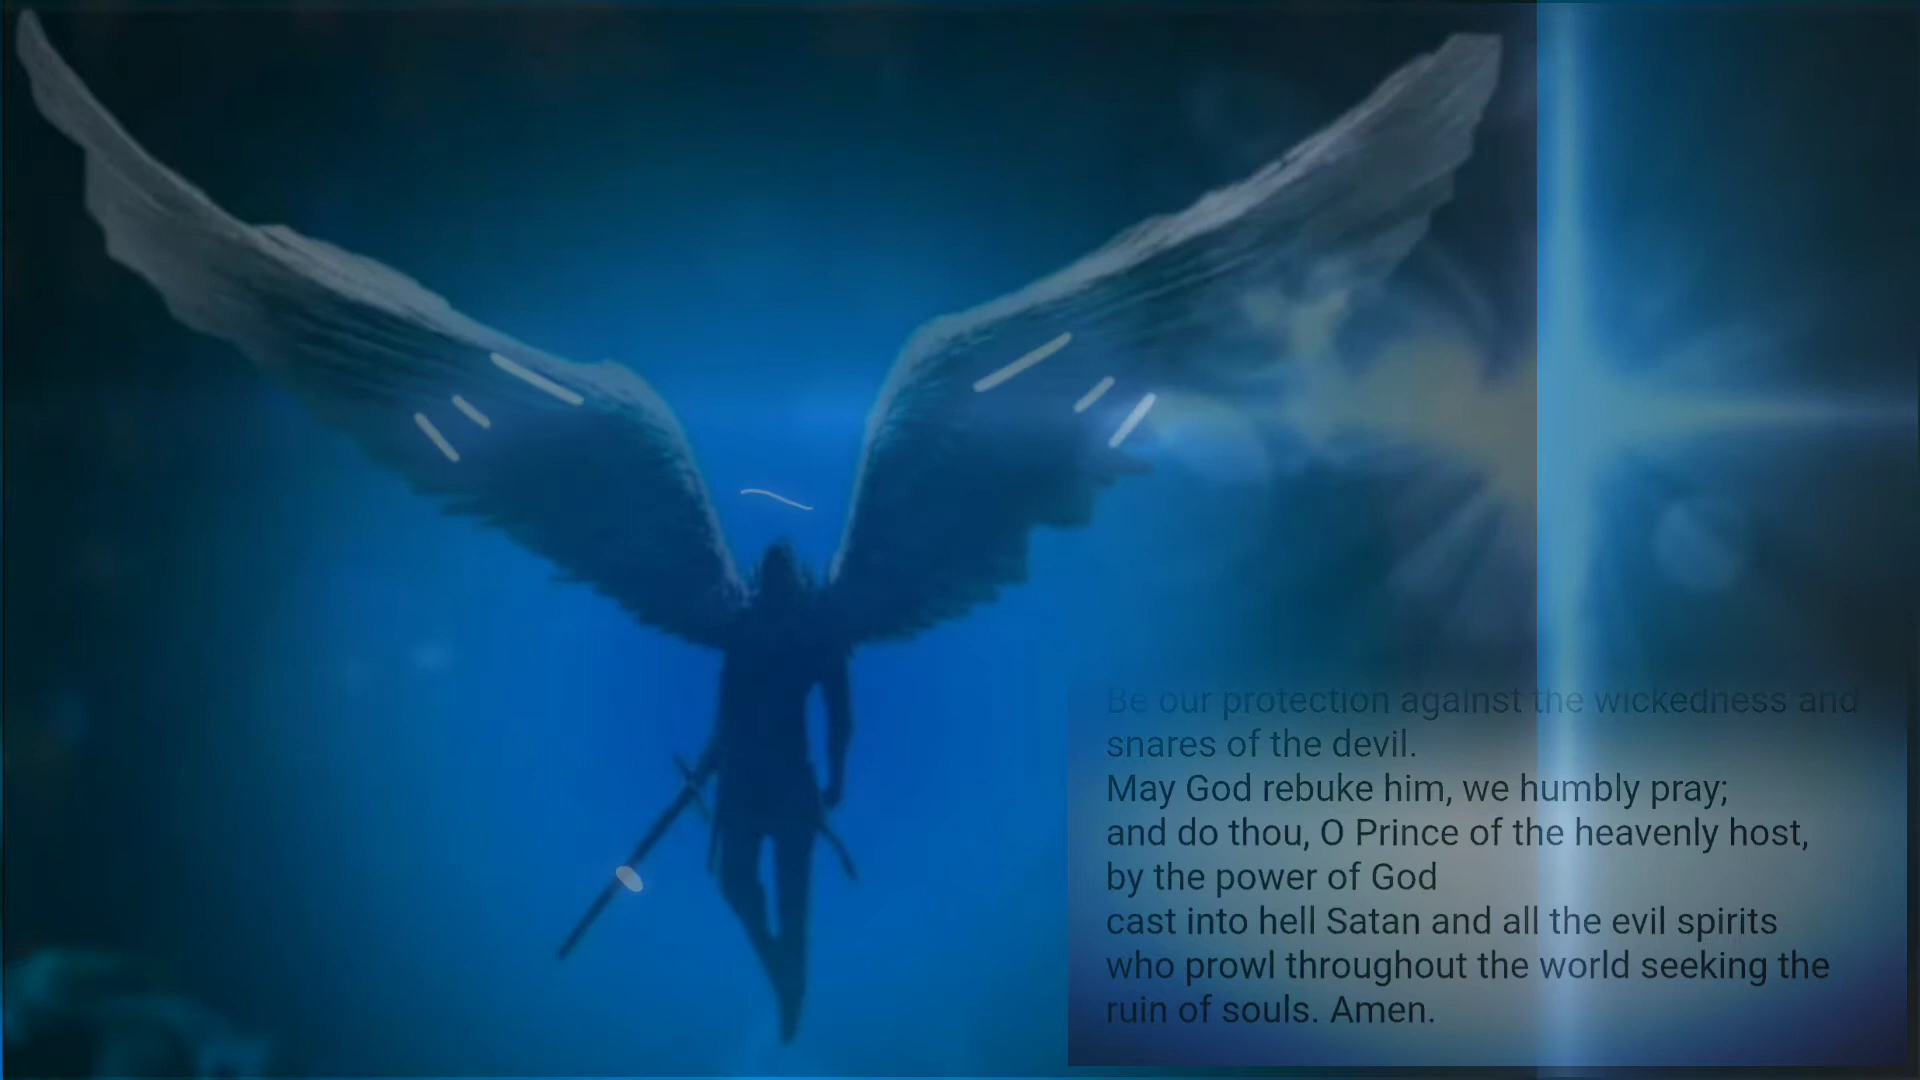 Be our protection against the wickedness and
snares of the devil.
May God rebuke him, we humbly pray;
and do thou, O Prince of the heavenly host,
by the power of God
cast into hell Satan and all the evil spirits
who prowl throughout the world seeking the
ruin of souls. Amen.